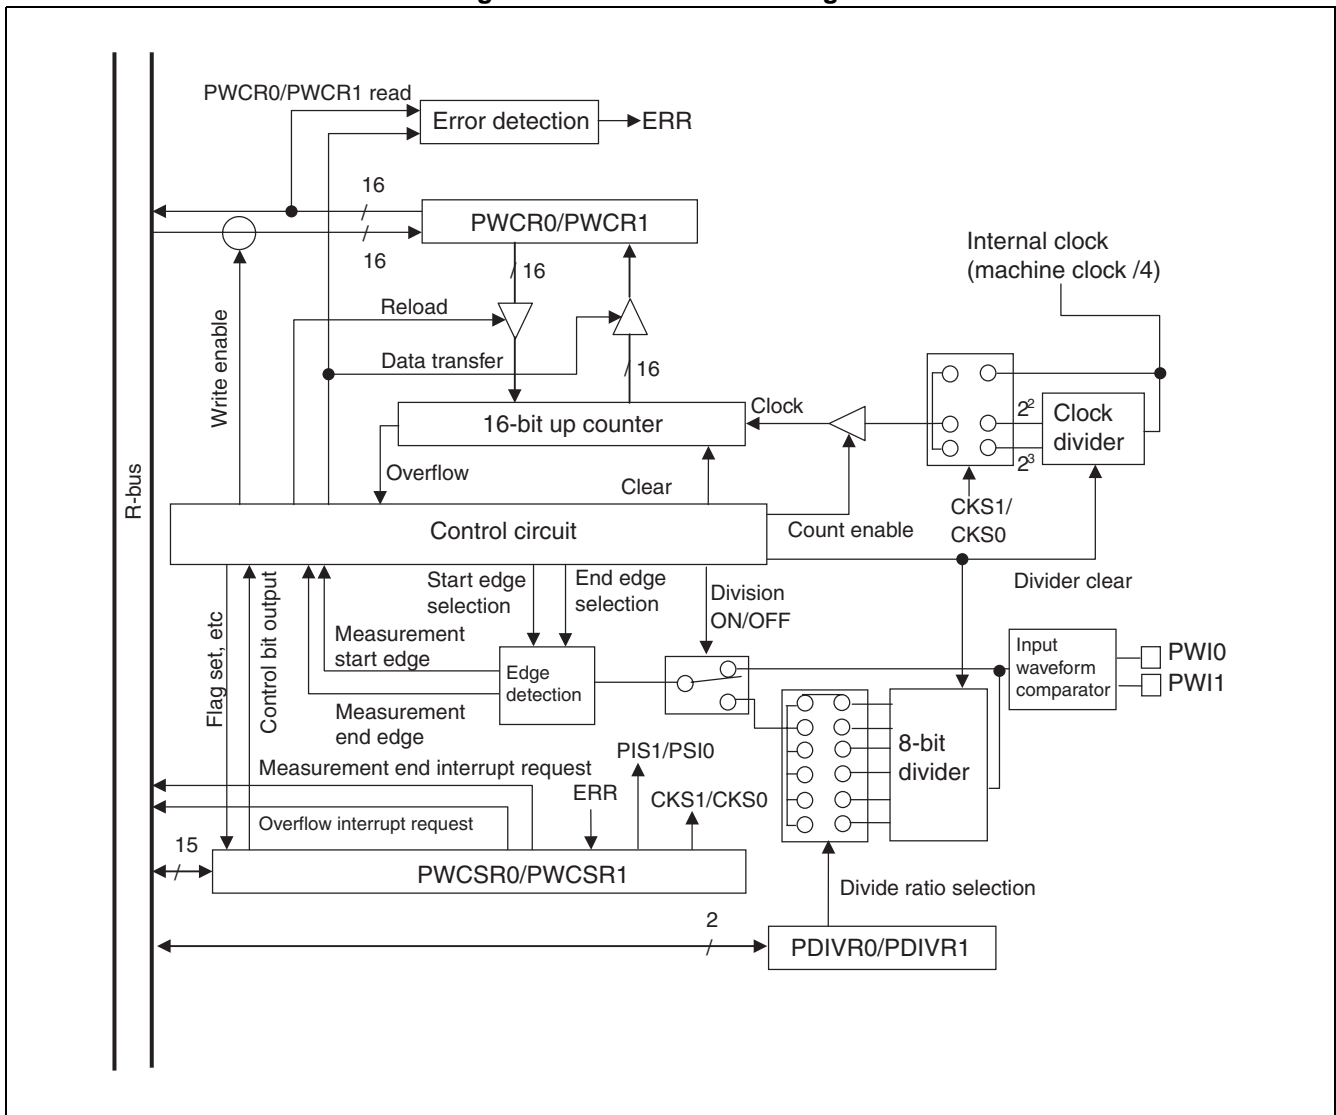 PWCR0/PWCR1 read
Error detection
ERR
16
PWCR0/PWCR1
16
16
Internal clock
(machine clock /4)
Write enable
Reload
Data transfer
16
Clock
16-bit up counter
2²
Clock
divider
2³
Overflow
Clear
R-bus
CKS1/
CKS0
Control circuit
Count enable
Divider clear
Flag set, etc
Control bit output
Start edge
selection
End edge
selection
Division
ON/OFF
Measurement
start edge
Edge
detection
Input
waveform
comparator
PWI0
PWI1
Measurement
end edge
8-bit
divider
PIS1/PSI0
Measurement end interrupt request
ERR
CKS1/CKS0
Overflow interrupt request
15
PWCSR0/PWCSR1
Divide ratio selection
2
PDIVR0/PDIVR1